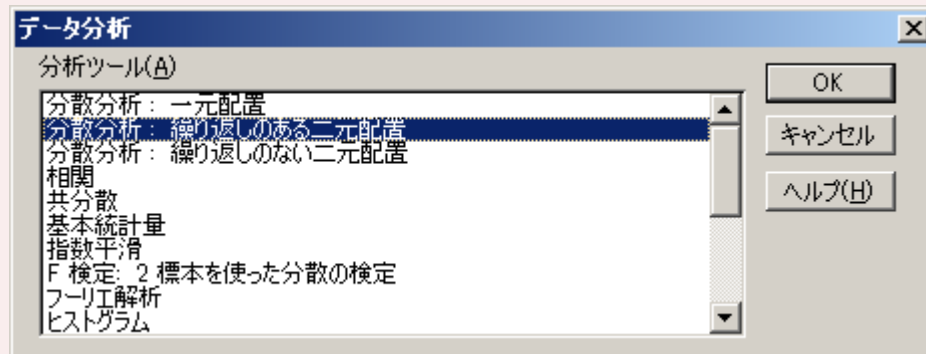 データ分析
分析ツール(A)
分散分析： 一元配置
分散分析： 繰り返しのある二元配置
分散分析： 繰り返しのない二元配置
相関
共分散
基本統計量
指数平滑
F 検定: 2 標本を使った分散の検定
フーリエ解析
ヒストグラム
OK
キャンセル
ヘルプ(H)